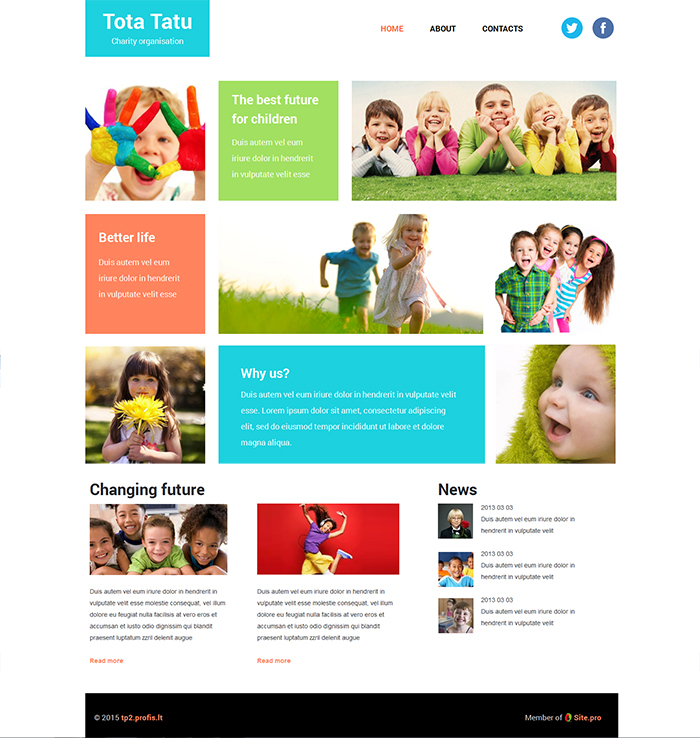 Tota Tatu
Charity organisation
HOME ABOUT CONTACTS
The best future
for children
Duis autem vel eum
iriure dolor in hendrerit
in vulputate velit esse
Better life
Duis autem vel eum
iriure dolor in hendrerit
in vulputate velit esse
Why us?
Duis autem vel eum iriure dolor in hendrerit in vulputate velit
esse. Lorem ipsum dolor sit amet, consectetur adipiscing
elit, sed do eiusmod tempor incididunt ut labore et dolore
magna aliqua.
Changing future
Duis autem vel eum iriure dolor in hendrerit in
vulputate velit esse molestie consequat, vel illum
dolore eu feugiat nulla facilisis at vero eros et
accumsan et iusto odio dignissim qui blandit
praesent luptatum zzril delenit augue
Read more
Duis autem vel eum iriure dolor in hendrerit in
vulputate velit esse molestie consequat, vel illum
dolore eu feugiat nulla facilisis at vero eros et
accumsan et iusto odio dignissim qui blandit
praesent luptatum zzril delenit augue
Read more
News
2013 03 03
Duis autem vel eum iriure dolor in
hendrerit in vulputate velit
2013 03 03
Duis autem vel eum iriure dolor in
hendrerit in vulputate velit
2013 03 03
Duis autem vel eum iriure dolor in
hendrerit in vulputate velit
© 2015 tp2.profis.lt
Member of Site.pro